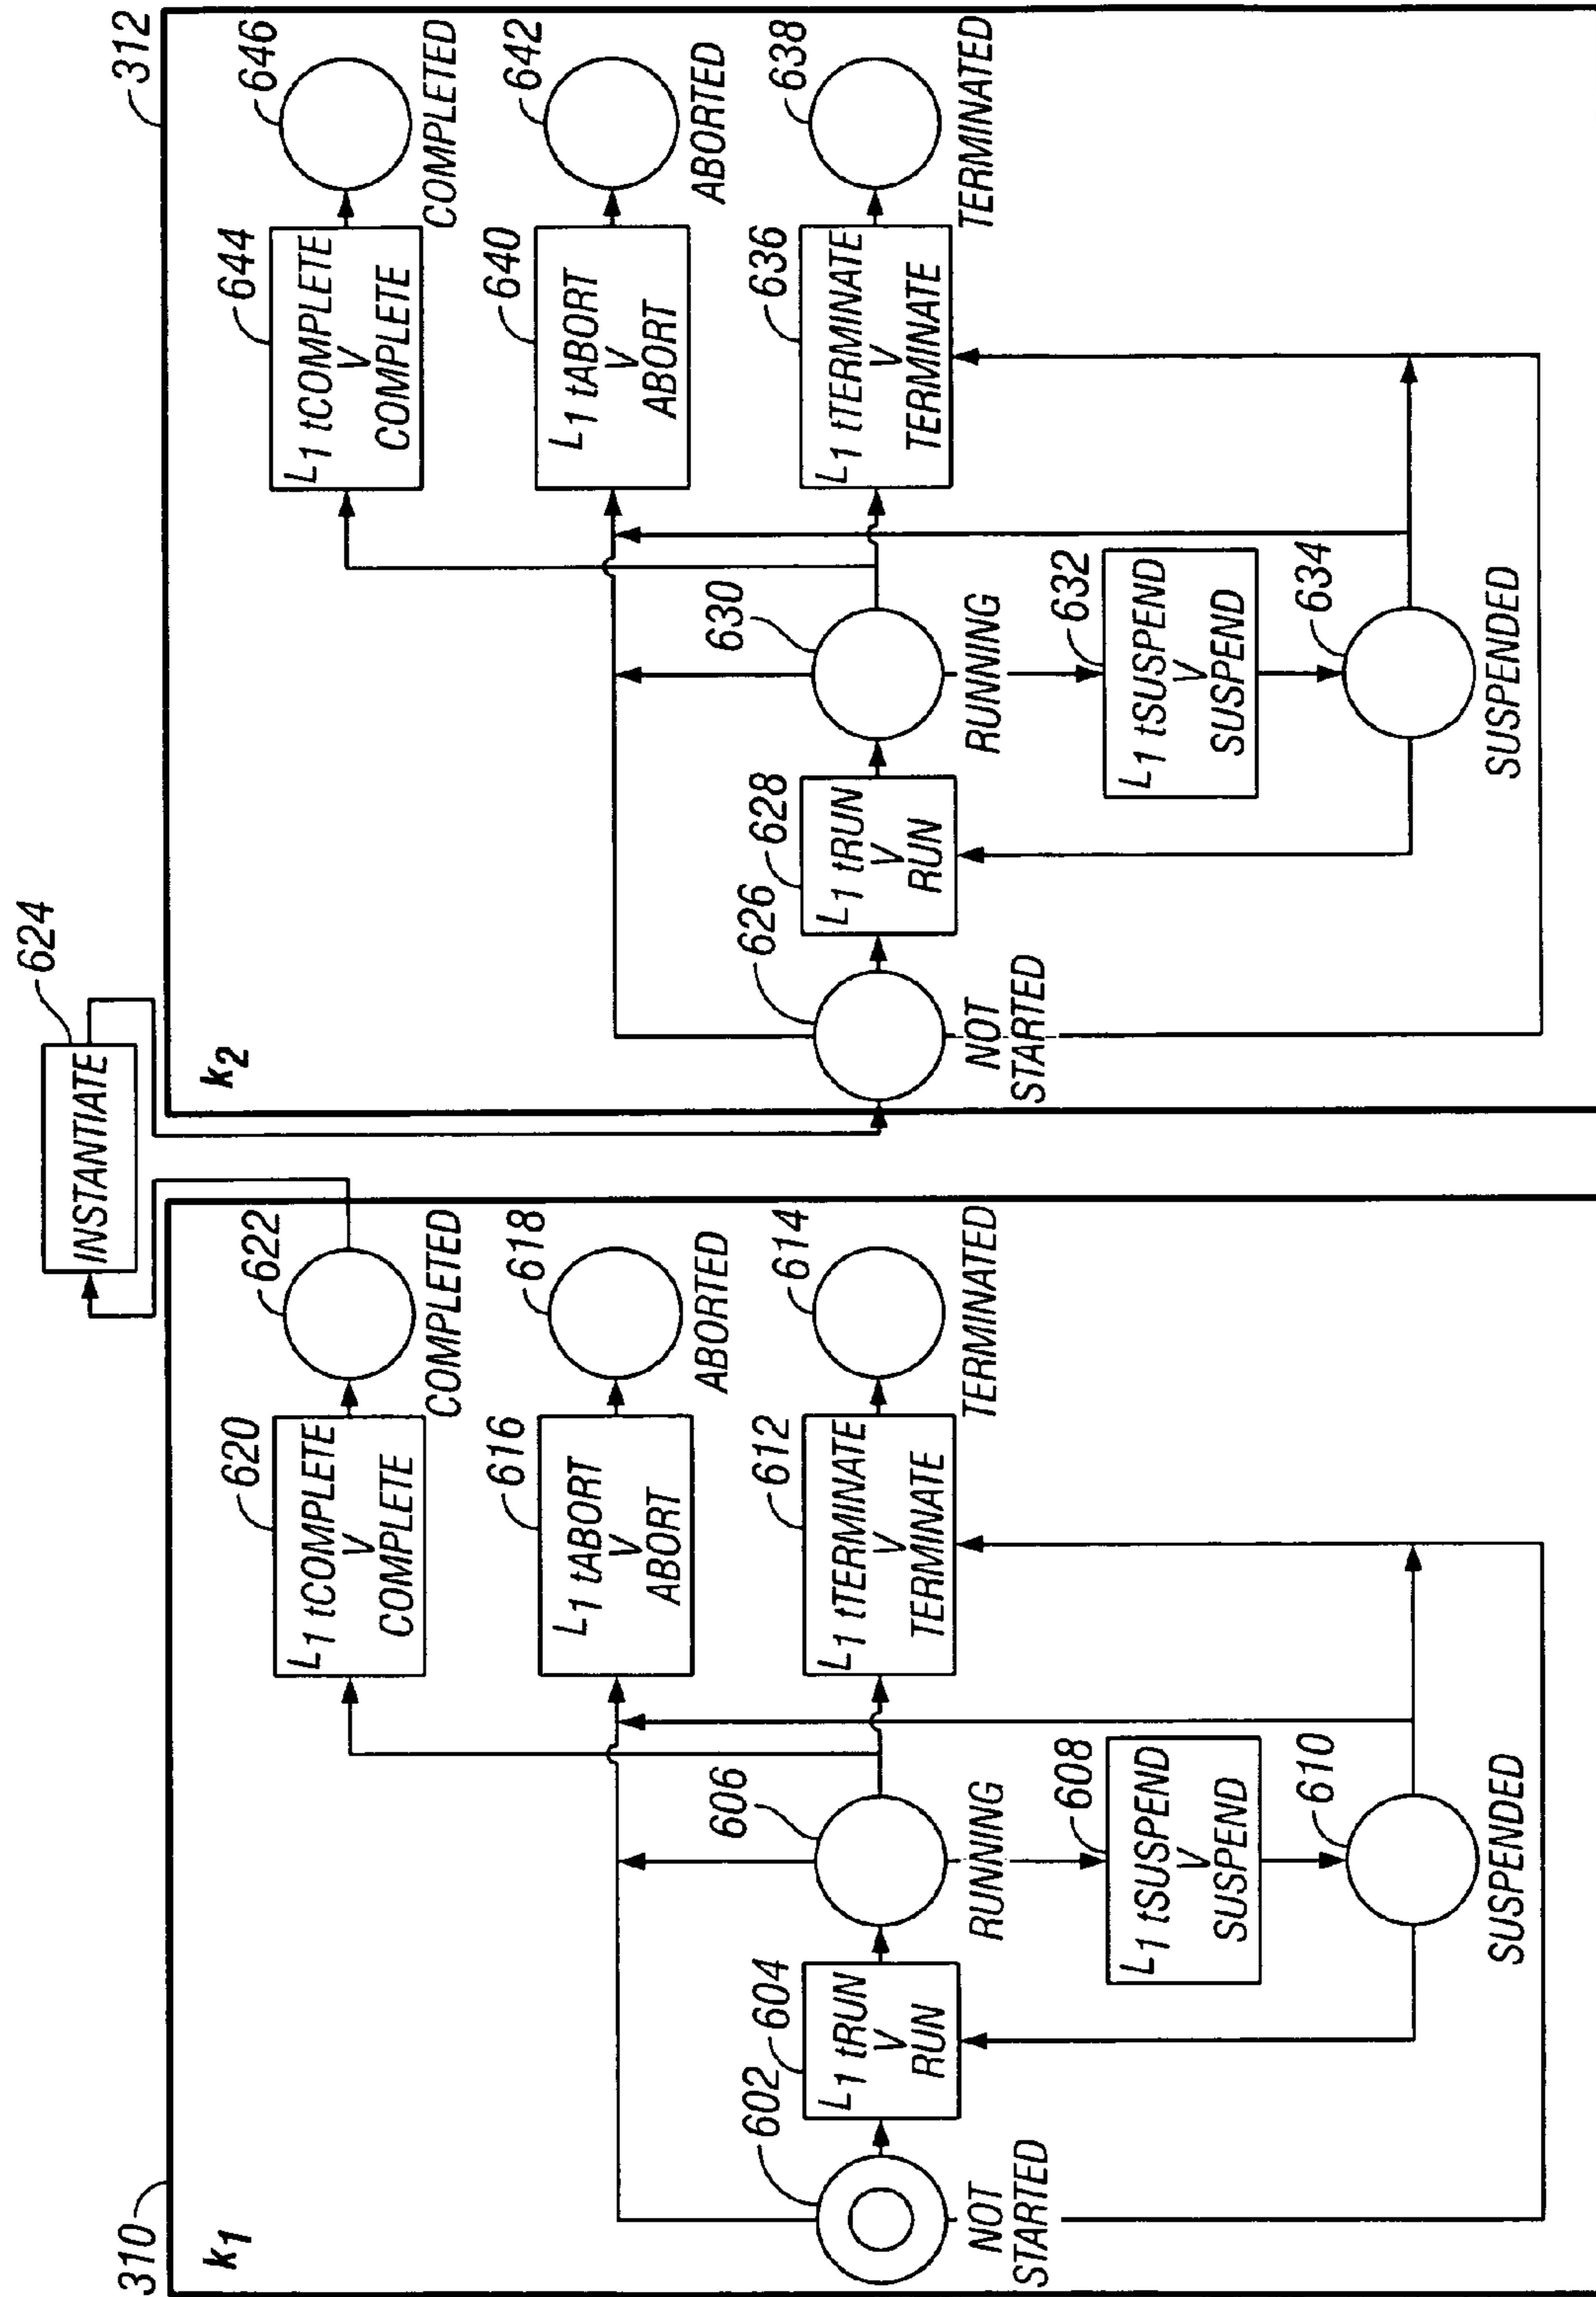 310
k1
602
NOT
STARTED
604
L1 tRUN
V
RUN
606
RUNNING
608
L1 tSUSPEND
V
SUSPEND
610
SUSPENDED
612
L1 tTERMINATE
V
TERMINATE
614
TERMINATED
616
L1 tABORT
V
ABORT
618
ABORTED
620
L1 tCOMPLETE
V
COMPLETE
622
COMPLETED
INSTANTIATE
624
312
k2
626
NOT
STARTED
628
L1 tRUN
V
RUN
630
RUNNING
632
L1 tSUSPEND
V
SUSPEND
634
SUSPENDED
636
L1 tTERMINATE
V
TERMINATE
638
TERMINATED
640
L1 tABORT
V
ABORT
642
ABORTED
644
L1 tCOMPLETE
V
COMPLETE
646
COMPLETED